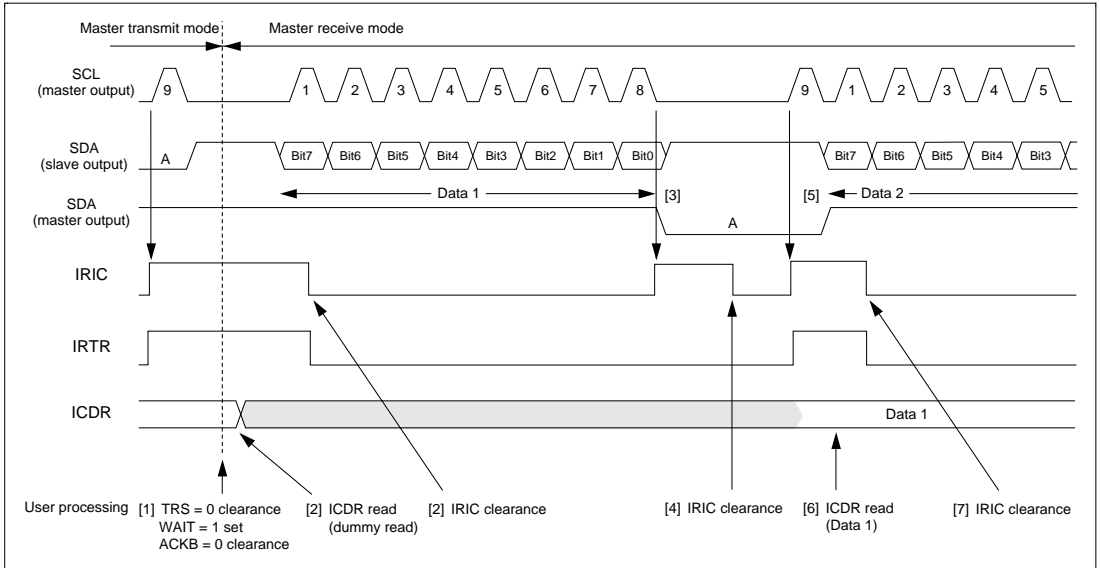 Master transmit mode
Master receive mode
SCL
(master output)
9 1 2 3 4 5 6 7 8 9 1 2 3 4 5
SDA
(slave output)
A Bit7 Bit6 Bit5 Bit4 Bit3 Bit2 Bit1 Bit0 Bit7 Bit6 Bit5 Bit4 Bit3
Data 1 [3] [5] Data 2
SDA
(master output)
A
IRIC
IRTR
ICDR
Data 1
User processing
[1] TRS = 0 clearance
WAIT = 1 set
ACKB = 0 clearance
[2] ICDR read
(dummy read)
[2] IRIC clearance
[4] IRIC clearance
[6] ICDR read
(Data 1)
[7] IRIC clearance